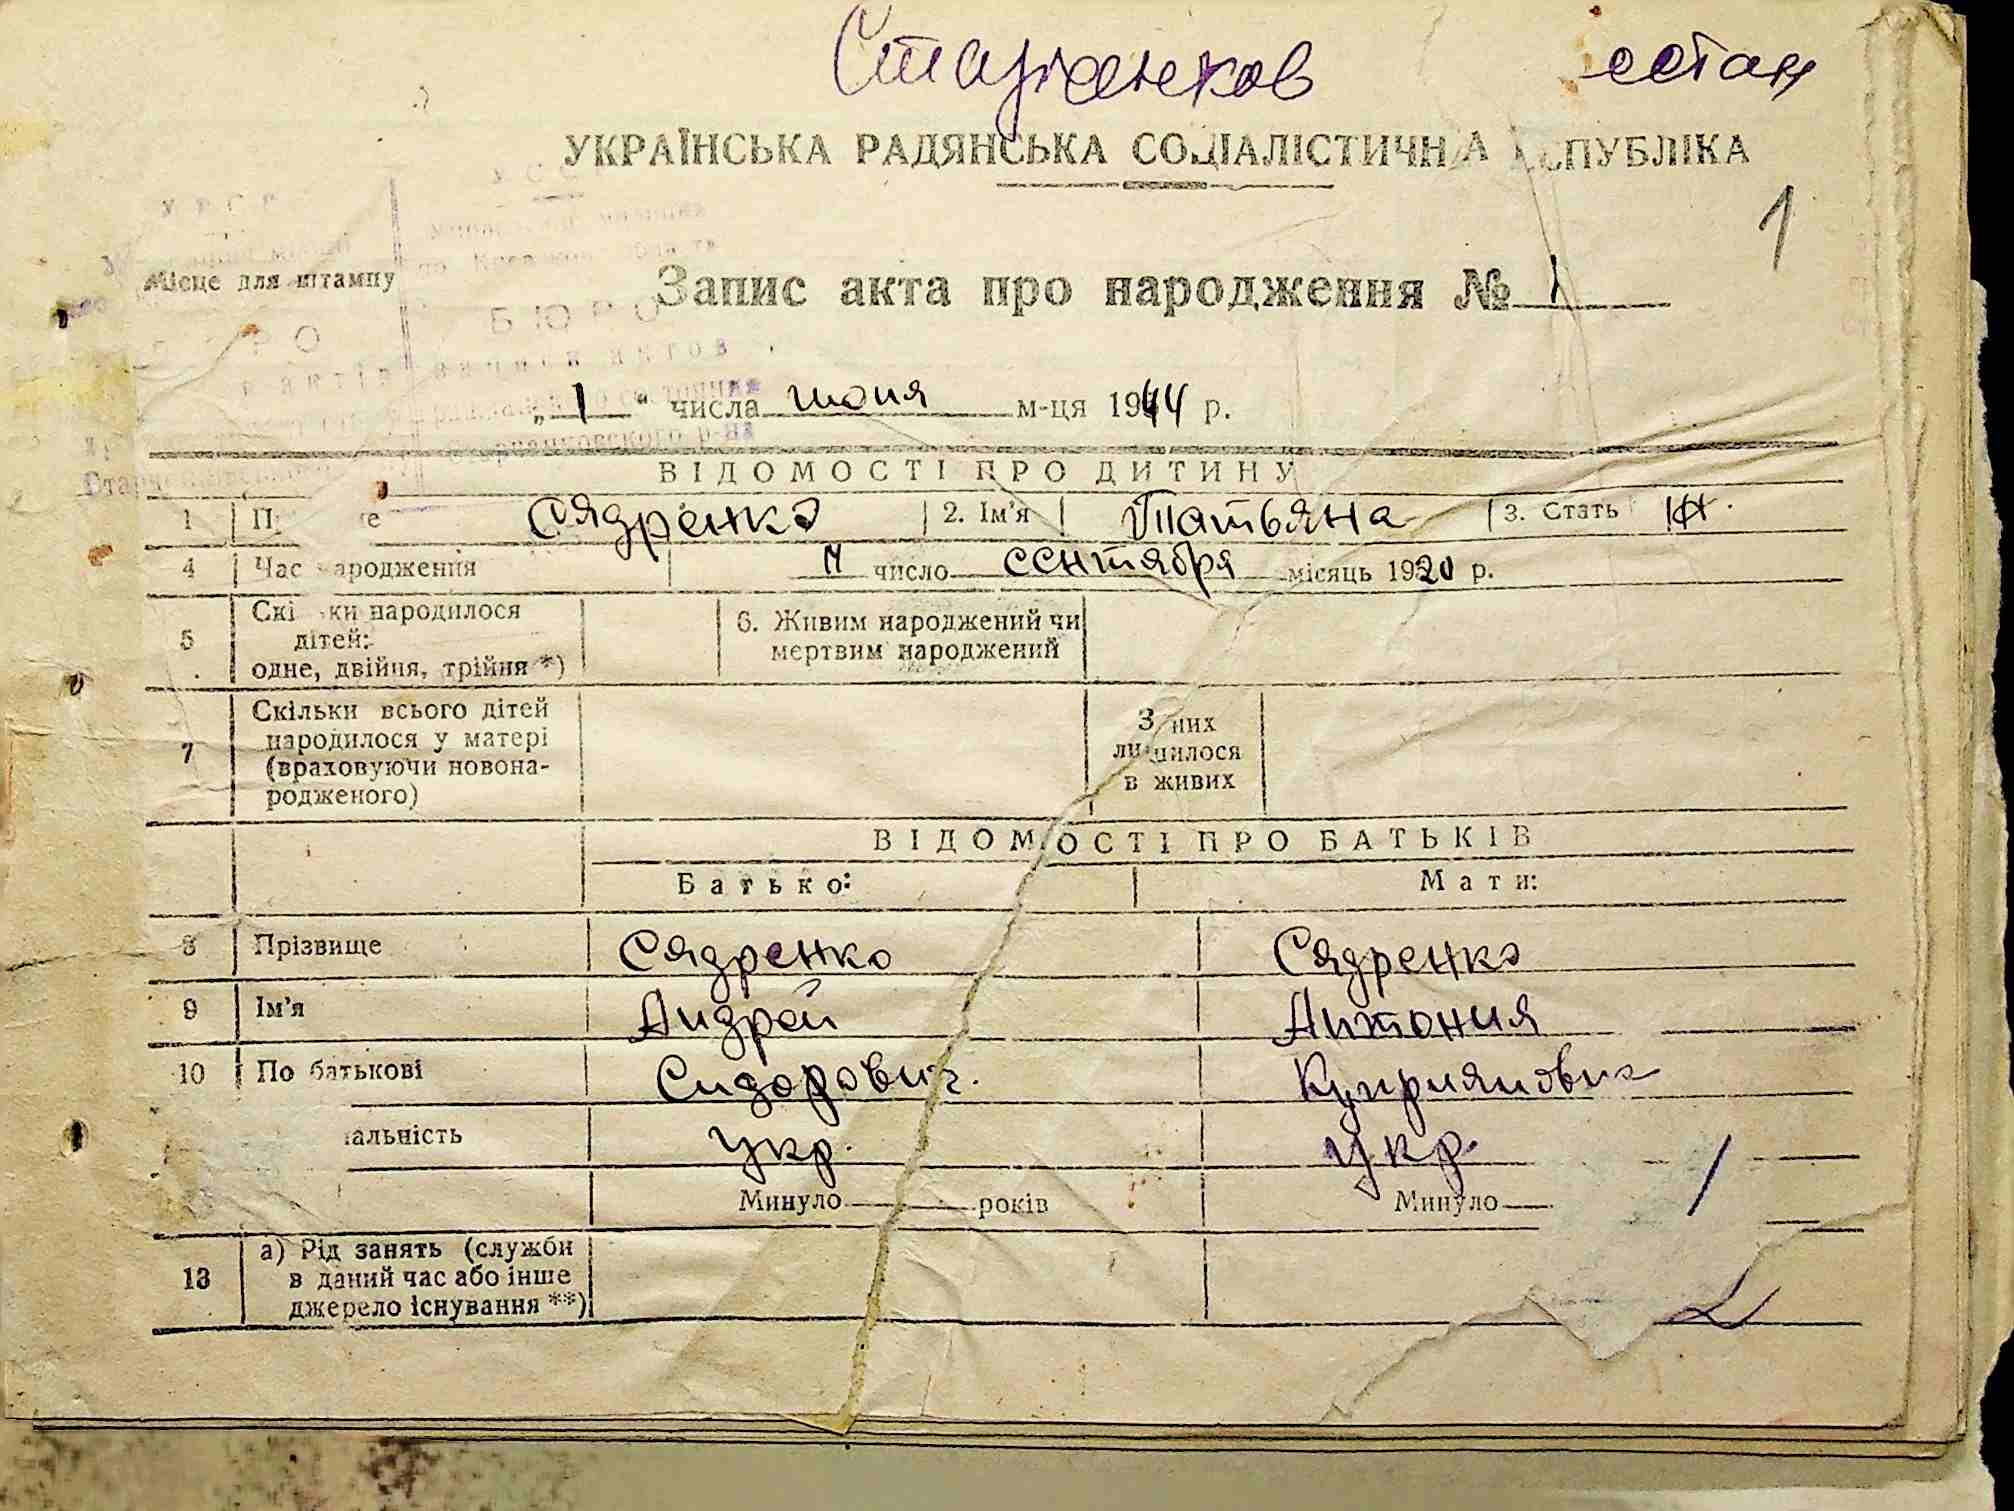 УКРАЇНСЬКА РАДЯНСЬКА СОЦІАЛІСТИЧНА РЕСПУБЛІКА
1
Місце для штампу
Запис акта про народження № 1
БЮРО
„ 1 “ числа июня м-ця 1944 р.
ВІДОМОСТІ ПРО ДИТИНУ
1 Сядренко 2. Ім'я Татьяна 3. Стать
4 Час народження число сентября місяць 1920 р.
5 Скільки народилося дітей: одне, двійня, трійня *) 6. Живим народжений чи мертвим народжений
7 Скільки всього дітей народилося у матері (враховуючи новонародженого) З них лишилося в живих
ВІДОМОСТІ ПРО БАТЬКІВ
Батько: Мати:
8 Прізвище Сядренко Сядренко
9 Ім'я Андрей Антония
10 По батькові Сидорович. Куприяновна
альність укр. укр.
Минуло років Минуло
13 а) Рід занять (служби в даний час або інше джерело існування **)